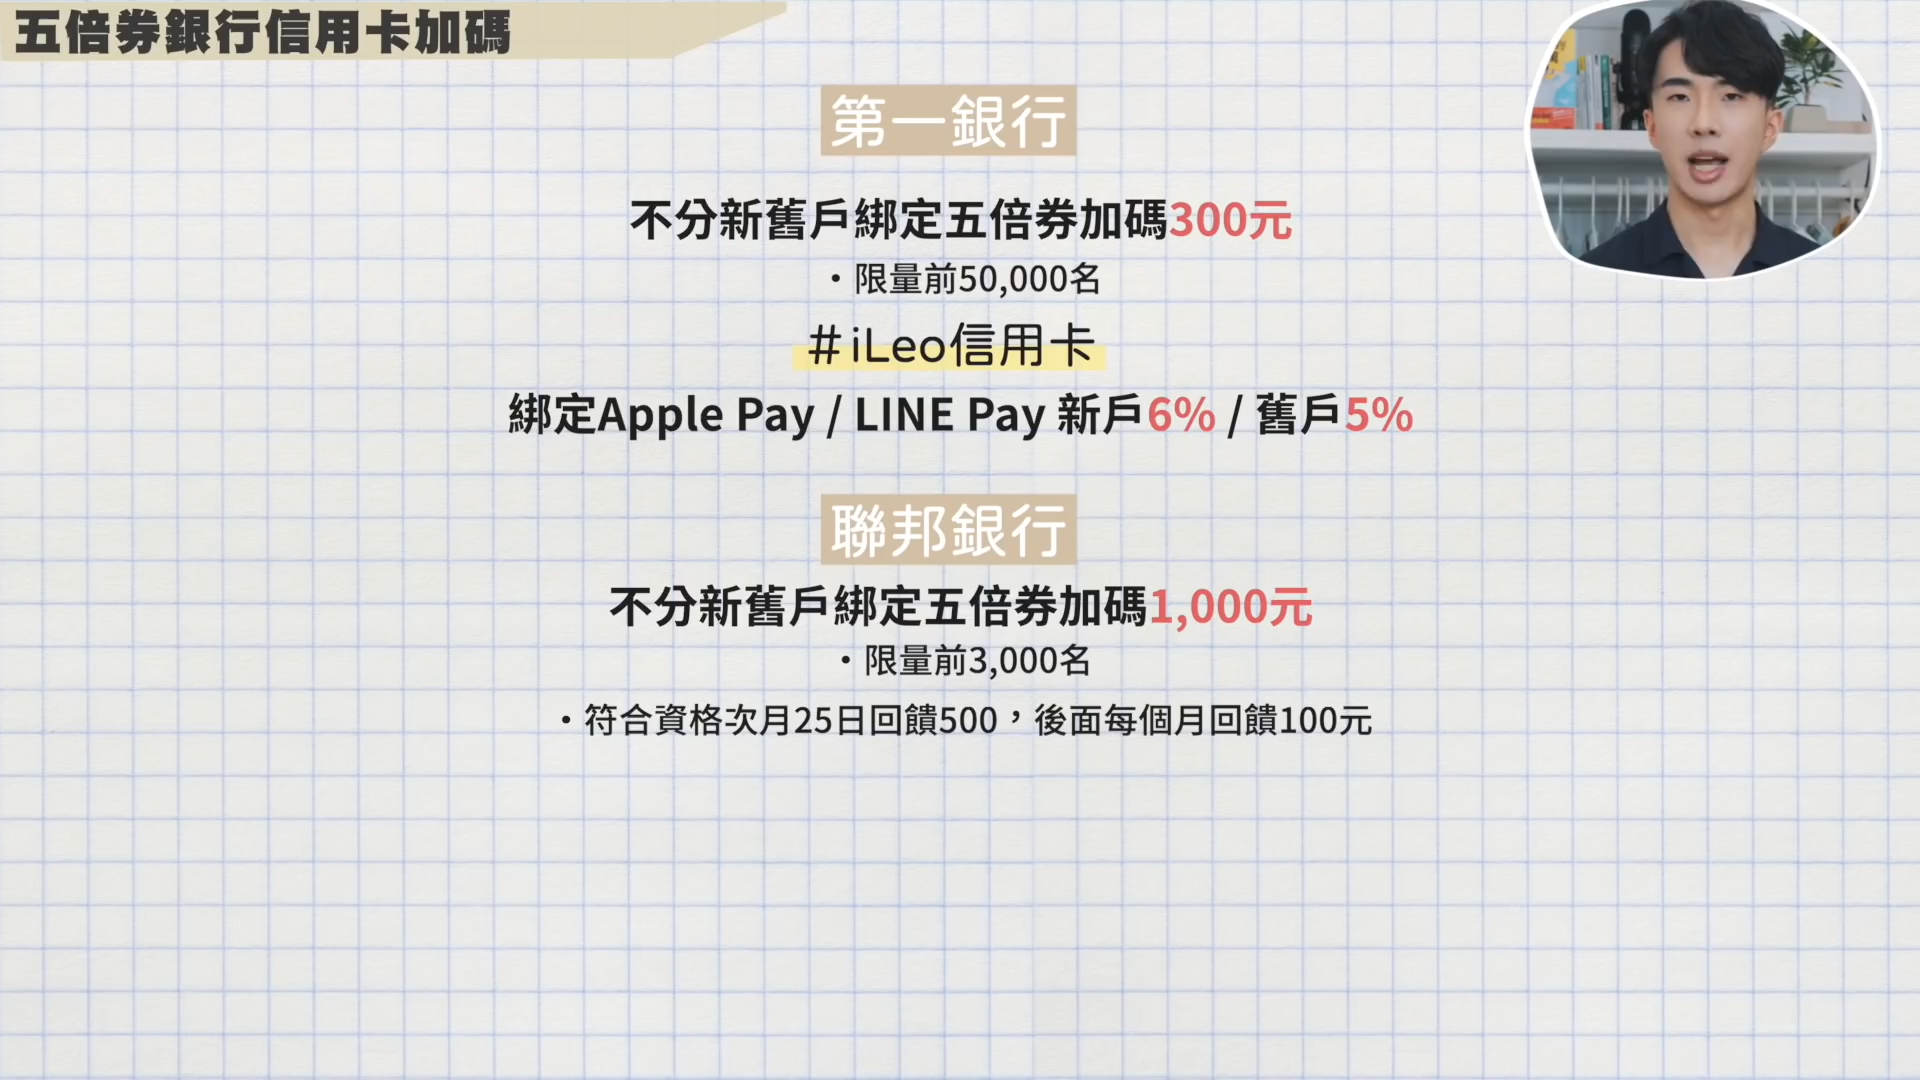 五倍券銀行信用卡加碼
第一銀行
不分新舊戶綁定五倍券加碼300元
・限量前50,000名
＃iLeo信用卡
綁定Apple Pay / LINE Pay 新戶6% / 舊戶5%
聯邦銀行
不分新舊戶綁定五倍券加碼1,000元
・限量前3,000名
・符合資格次月25日回饋500，後面每個月回饋100元